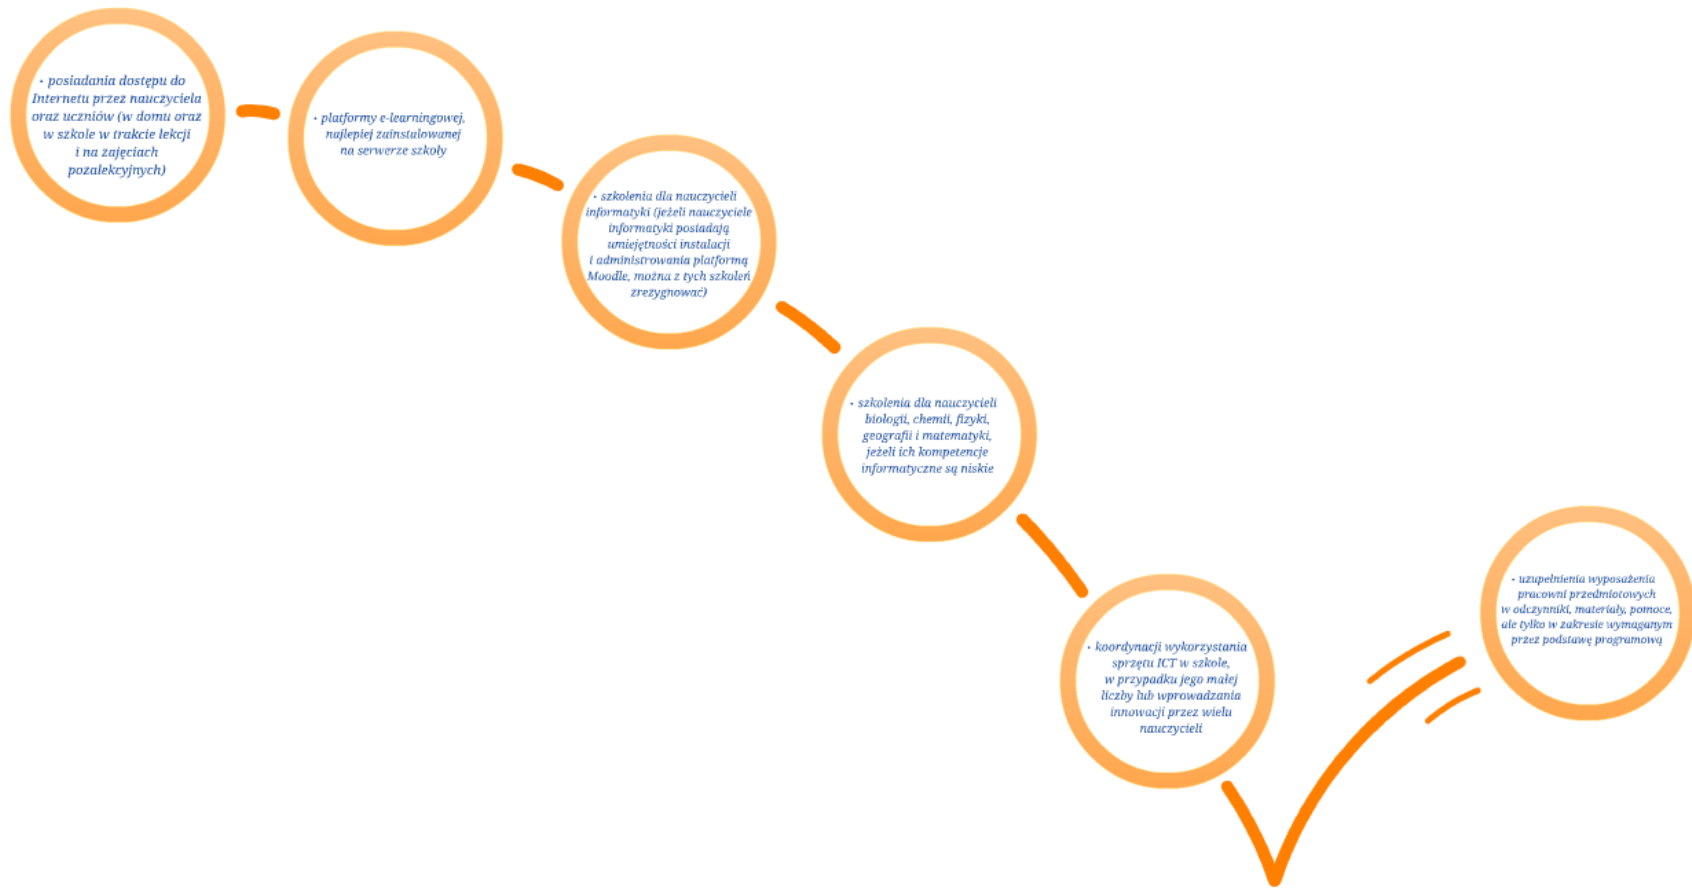 • posiadania dostępu do
Internetu przez nauczyciela
oraz uczniów (w domu oraz
w szkole w trakcie lekcji
i na zajęciach
pozalekcyjnych)
• platformy e-learningowej,
najlepiej zainstalowanej
na serwerze szkoły
• szkolenia dla nauczycieli
informatyki (jeżeli nauczyciele
informatyki posiadają
umiejętności instalacji
i administrowania platformą
Moodle, można z tych szkoleń
zrezygnować)
• szkolenia dla nauczycieli
biologii, chemii, fizyki,
geografii i matematyki,
jeżeli ich kompetencje
informatyczne są niskie
• koordynacji wykorzystania
sprzętu ICT w szkole,
w przypadku jego małej
liczby lub wprowadzania
innowacji przez wielu
nauczycieli
• uzupełnienia wyposażenia
pracowni przedmiotowych
w odczynniki, materiały, pomoce,
ale tylko w zakresie wymaganym
przez podstawę programową